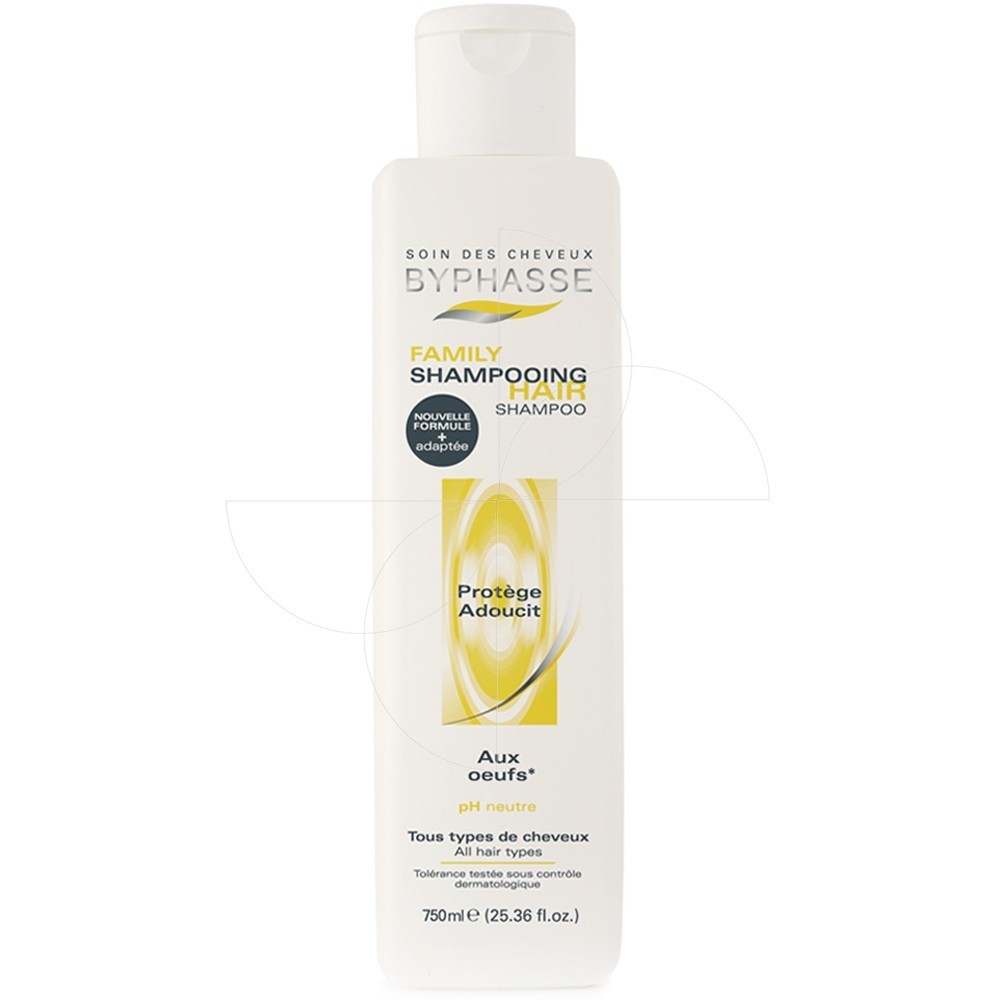 SOIN DES CHEVEUX
BYPHASSE
FAMILY
SHAMPOOING
HAIR
SHAMPOO
NOUVELLE
FORMULE
+
adaptée
Protège
Adoucit
Aux
oeufs*
pH neutre
Tous types de cheveux
All hair types
Tolérance testée sous contrôle
dermatologique
750ml℮ (25.36 fl.oz.)